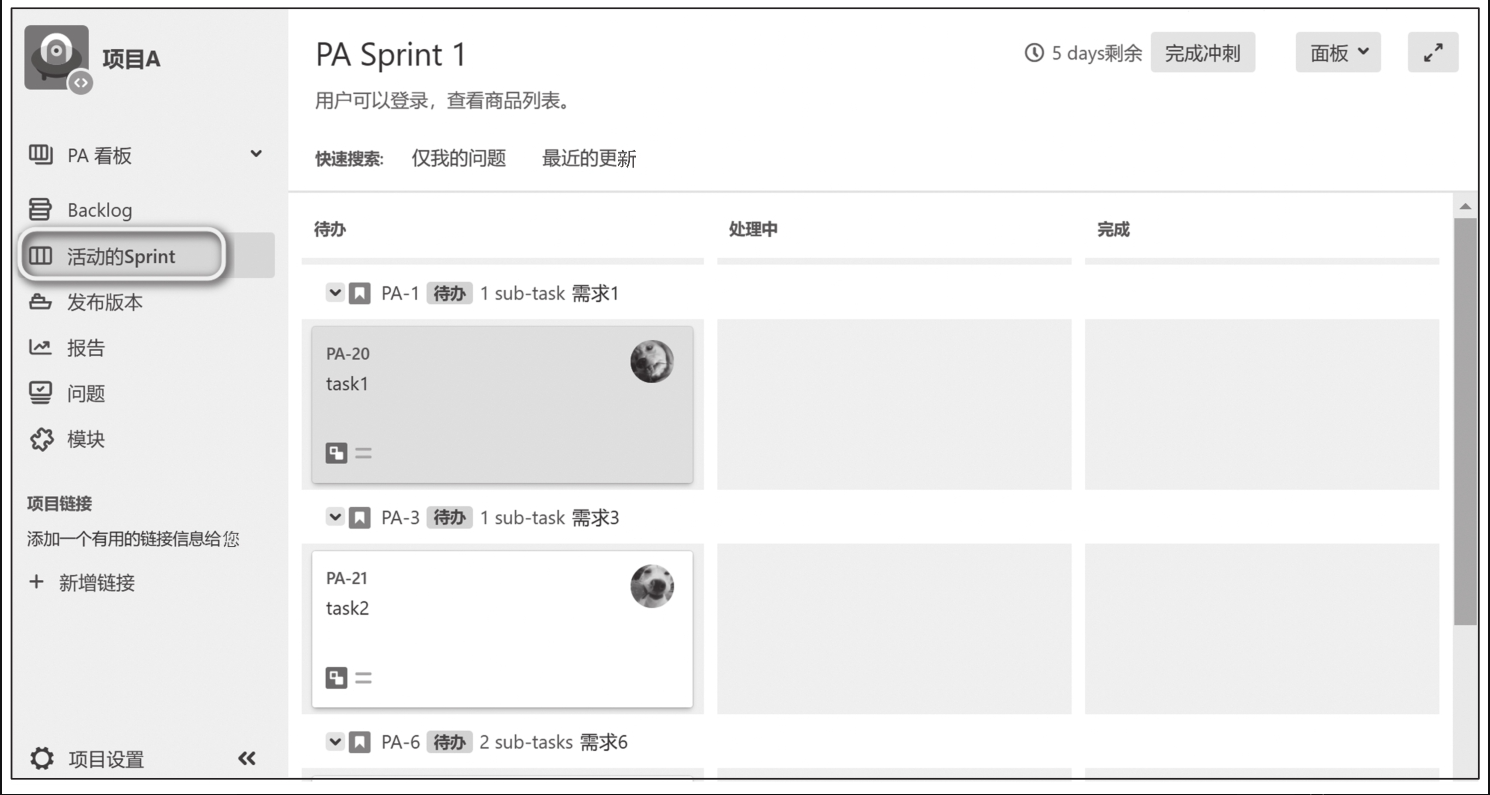 项目A
PA 看板
Backlog
活动的Sprint
发布版本
报告
问题
模块
项目链接
添加一个有用的链接信息给您
+ 新增链接
项目设置
PA Sprint 1
5 days剩余
完成冲刺
面板
用户可以登录，查看商品列表。
快速搜索: 仅我的问题 最近的更新
待办 处理中 完成
PA-1 待办 1 sub-task 需求1
PA-20
task1
PA-3 待办 1 sub-task 需求3
PA-21
task2
PA-6 待办 2 sub-tasks 需求6